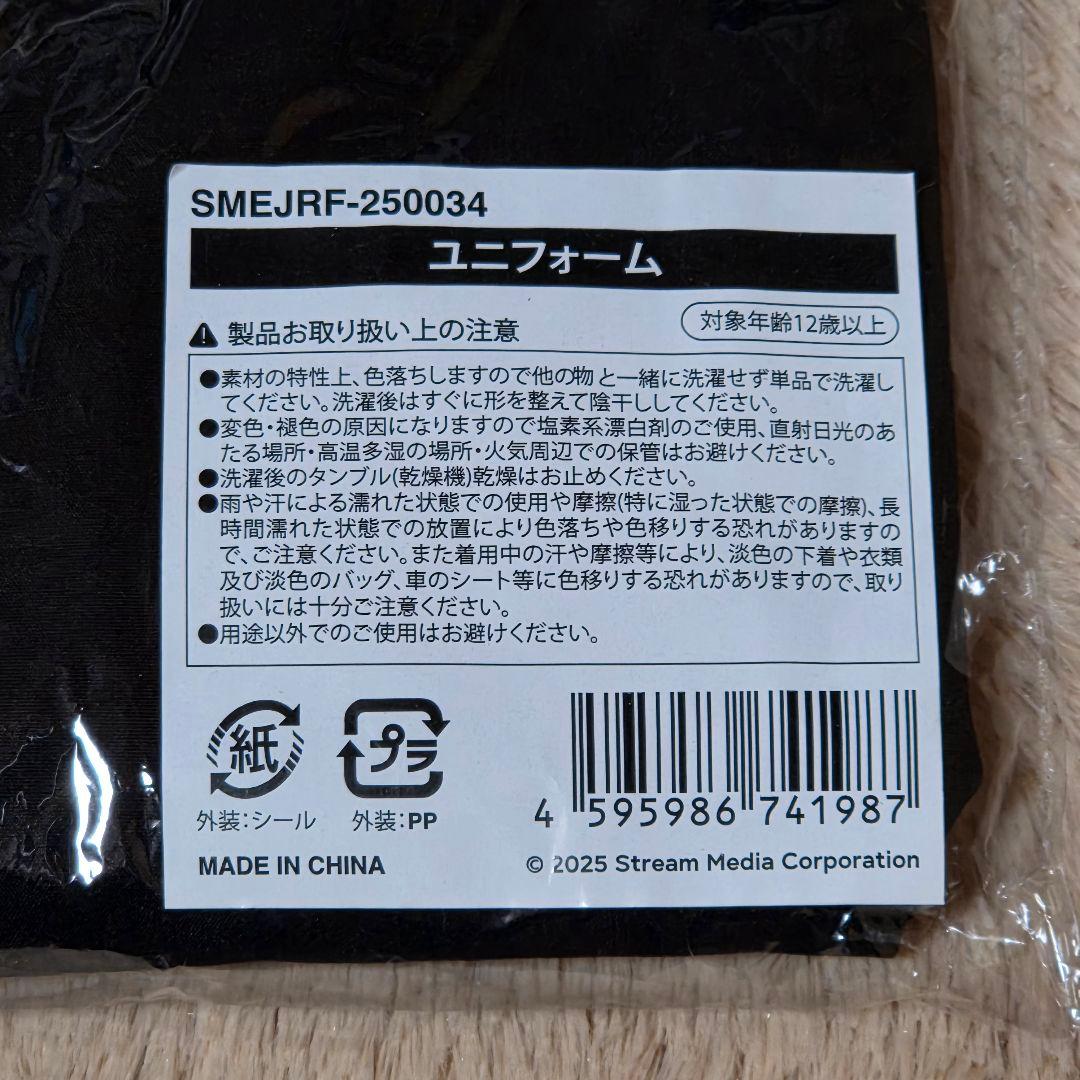 SMEJRF-250034
ユニフォーム
製品お取り扱い上の注意
対象年齢12歳以上
●素材の特性上、色落ちしますので他の物と一緒に洗濯せず単品で洗濯し
てください。洗濯後はすぐに形を整えて陰干ししてください。
●変色・褪色の原因になりますので塩素系漂白剤のご使用、直射日光のあ
たる場所・高温多湿の場所・火気周辺での保管はお避けください。
●洗濯後のタンブル(乾燥機)乾燥はお止めください。
●雨や汗による濡れた状態での使用や摩擦(特に湿った状態での摩擦)、長
時間濡れた状態での放置により色落ちや色移りする恐れがありますの
で、ご注意ください。また着用中の汗や摩擦等により、淡色の下着や衣類
及び淡色のバッグ、車のシート等に色移りする恐れがありますので、取り
扱いには十分ご注意ください。
●用途以外でのご使用はお避けください。
紙
プラ
外装:シール
外装:PP
4 595986 741987
MADE IN CHINA
© 2025 Stream Media Corporation